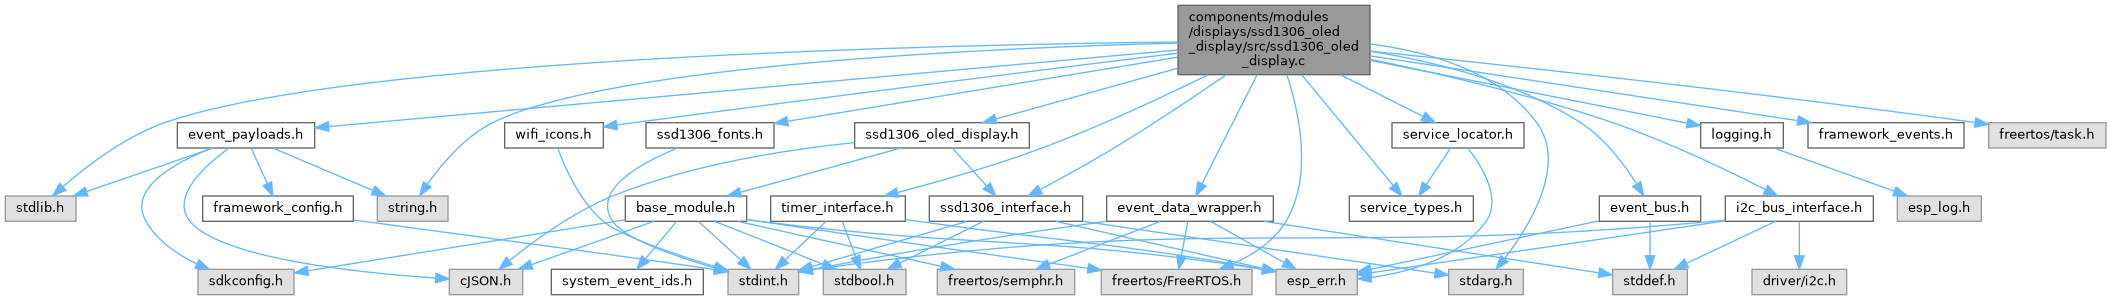 components/modules
/displays/ssd1306_oled
_display/src/ssd1306_oled
_display.c
event_payloads.h
wifi_icons.h
ssd1306_fonts.h
ssd1306_oled_display.h
service_locator.h
logging.h
framework_events.h
freertos/task.h
stdlib.h
string.h
framework_config.h
base_module.h
timer_interface.h
ssd1306_interface.h
event_data_wrapper.h
service_types.h
event_bus.h
i2c_bus_interface.h
esp_log.h
sdkconfig.h
cJSON.h
system_event_ids.h
stdint.h
stdbool.h
freertos/semphr.h
freertos/FreeRTOS.h
esp_err.h
stdarg.h
stddef.h
driver/i2c.h